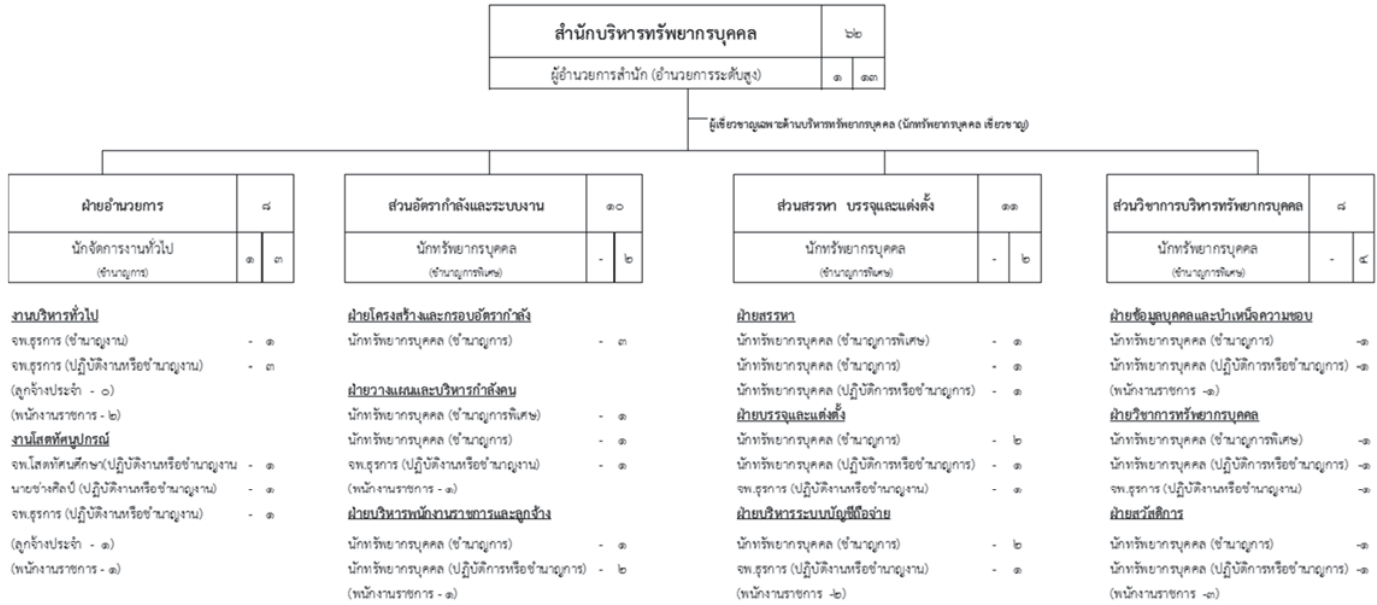 สำนักบริหารทรัพยากรบุคคล ๖๒
ผู้อำนวยการสำนัก (อำนวยการระดับสูง) ๑ ๑๓
ผู้เชี่ยวชาญเฉพาะด้านบริหารทรัพยากรบุคคล (นักทรัพยากรบุคคล เชี่ยวชาญ)
ฝ่ายอำนวยการ ๘
นักจัดการงานทั่วไป ๑ ๓
(ชำนาญการ)
งานบริหารทั่วไป
จพ.ธุรการ (ชำนาญงาน) - ๑
จพ.ธุรการ (ปฏิบัติงานหรือชำนาญงาน) - ๓
(ลูกจ้างประจำ - ๐)
(พนักงานราชการ - ๒)
งานโสตทัศนูปกรณ์
จพ.โสตทัศนศึกษา(ปฏิบัติงานหรือชำนาญงาน - ๑
นายช่างศิลป์ (ปฏิบัติงานหรือชำนาญงาน) - ๑
จพ.ธุรการ (ปฏิบัติงานหรือชำนาญงาน) - ๑
(ลูกจ้างประจำ - ๑)
(พนักงานราชการ - ๑)
ส่วนอัตรากำลังและระบบงาน ๑๐
นักทรัพยากรบุคคล - ๒
(ชำนาญการพิเศษ)
ฝ่ายโครงสร้างและกรอบอัตรากำลัง
นักทรัพยากรบุคคล (ชำนาญการ) - ๓
ฝ่ายวางแผนและบริหารกำลังคน
นักทรัพยากรบุคคล (ชำนาญการพิเศษ) - ๑
นักทรัพยากรบุคคล (ชำนาญการ) - ๑
จพ.ธุรการ (ปฏิบัติงานหรือชำนาญงาน) - ๑
(พนักงานราชการ - ๑)
ฝ่ายบริหารพนักงานราชการและลูกจ้าง
นักทรัพยากรบุคคล (ชำนาญการ) - ๑
นักทรัพยากรบุคคล (ปฏิบัติการหรือชำนาญการ) - ๒
(พนักงานราชการ - ๑)
ส่วนสรรหา บรรจุและแต่งตั้ง ๑๑
นักทรัพยากรบุคคล - ๒
(ชำนาญการพิเศษ)
ฝ่ายสรรหา
นักทรัพยากรบุคคล (ชำนาญการพิเศษ) - ๑
นักทรัพยากรบุคคล (ชำนาญการ) - ๑
นักทรัพยากรบุคคล (ปฏิบัติการหรือชำนาญการ) - ๑
ฝ่ายบรรจุและแต่งตั้ง
นักทรัพยากรบุคคล (ชำนาญการ) - ๒
นักทรัพยากรบุคคล (ปฏิบัติการหรือชำนาญการ) - ๑
จพ.ธุรการ (ปฏิบัติงานหรือชำนาญงาน) - ๑
ฝ่ายบริหารระบบบัญชีถือจ่าย
นักทรัพยากรบุคคล (ชำนาญการ) - ๒
จพ.ธุรการ (ปฏิบัติงานหรือชำนาญงาน) - ๑
(พนักงานราชการ -๒)
ส่วนวิชาการบริหารทรัพยากรบุคคล ๘
นักทรัพยากรบุคคล - ๔
(ชำนาญการพิเศษ)
ฝ่ายข้อมูลบุคคลและบำเหน็จความชอบ
นักทรัพยากรบุคคล (ชำนาญการ) -๑
นักทรัพยากรบุคคล (ปฏิบัติการหรือชำนาญการ) -๑
(พนักงานราชการ -๑)
ฝ่ายวิชาการทรัพยากรบุคคล
นักทรัพยากรบุคคล (ชำนาญการพิเศษ) -๑
นักทรัพยากรบุคคล (ปฏิบัติการหรือชำนาญการ) -๑
จพ.ธุรการ (ปฏิบัติงานหรือชำนาญงาน) -๑
ฝ่ายสวัสดิการ
นักทรัพยากรบุคคล (ชำนาญการ) -๑
นักทรัพยากรบุคคล (ปฏิบัติการหรือชำนาญการ) -๑
(พนักงานราชการ -๓)